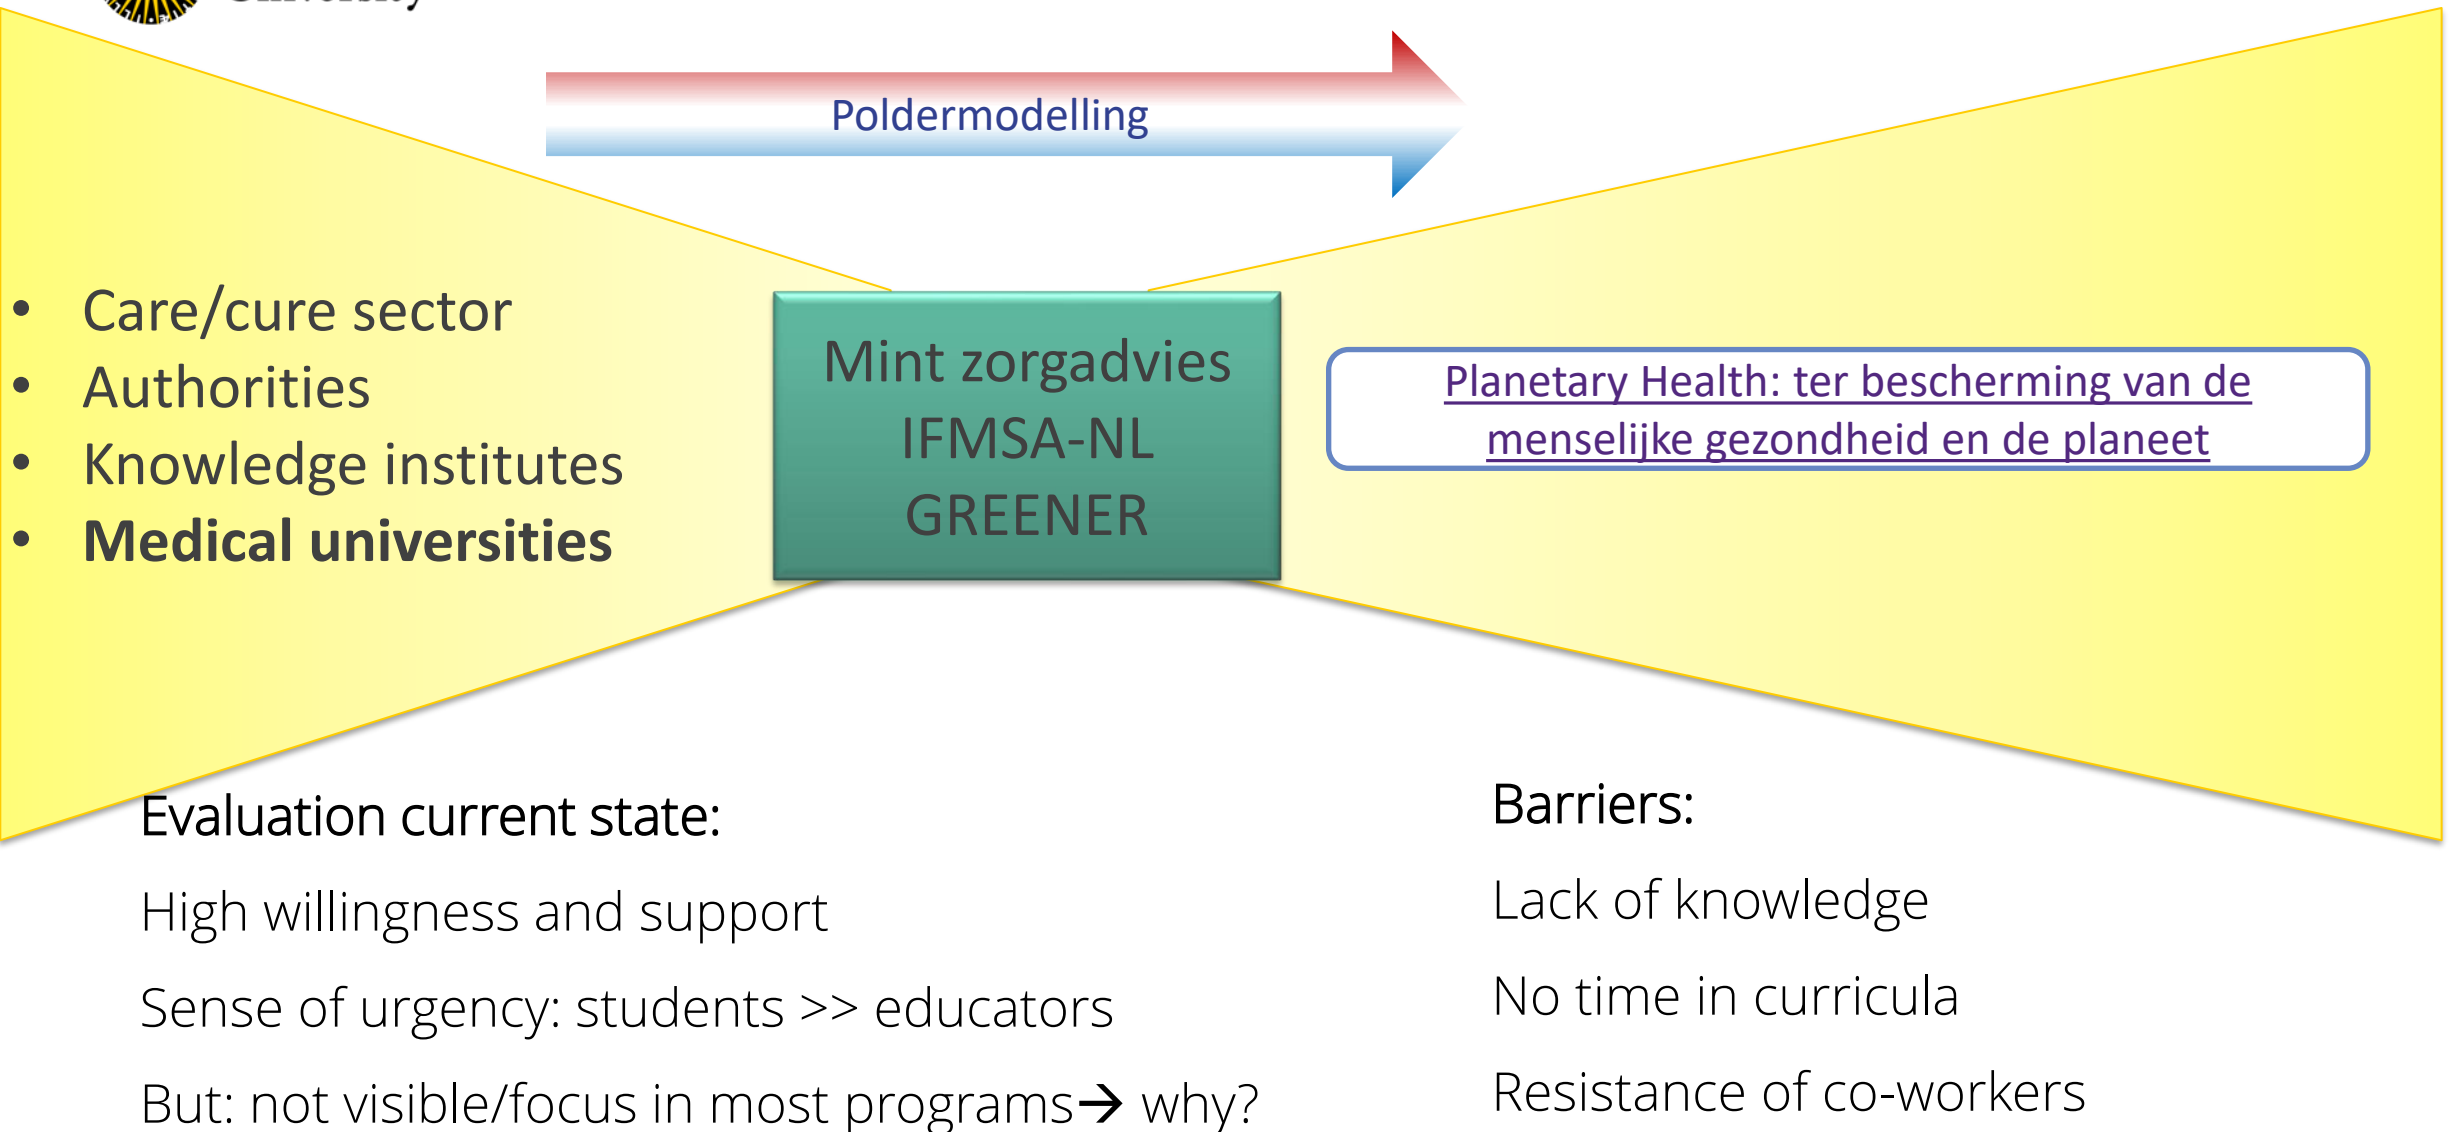 Poldermodelling
• Care/cure sector
• Authorities
• Knowledge institutes
• Medical universities
Mint zorgadvies
IFMSA-NL
GREENER
Planetary Health: ter bescherming van de
menselijke gezondheid en de planeet
Evaluation current state:
High willingness and support
Sense of urgency: students >> educators
But: not visible/focus in most programs→ why?
Barriers:
Lack of knowledge
No time in curricula
Resistance of co-workers